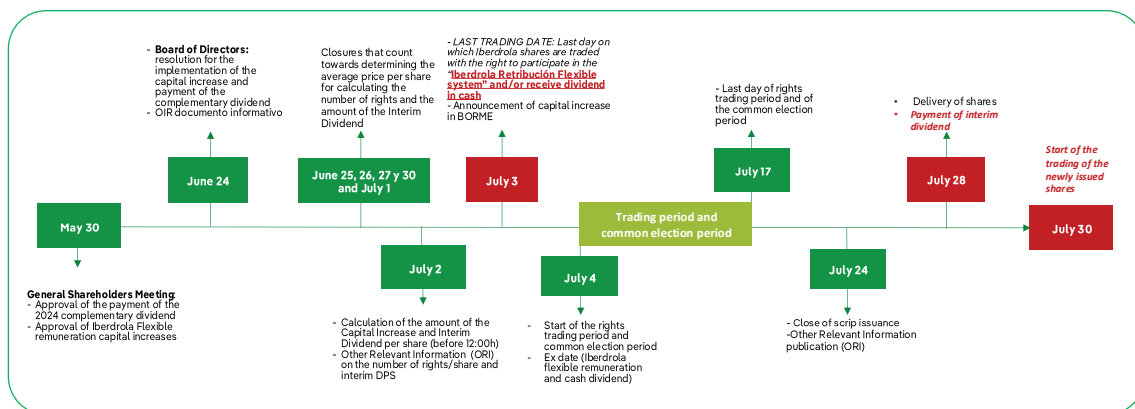 - Board of Directors:
resolution for the
implementation of the
capital increase and
payment of the
complementary dividend
- OIR documento informativo
Closures that count
towards determining the
average price per share
for calculating the
number of rights and the
amount of the Interim
Dividend
- LAST TRADING DATE: Last day on
which Iberdrola shares are traded
with the right to participate in the
"Iberdrola Retribución Flexible
system" and/or receive dividend
in cash
- Announcement of capital increase
in BORME
- Last day of rights
trading period and of
the common election
period
• Delivery of shares
• Payment of interim
dividend
Start of the
trading of the
newly issued
shares
June 24
June 25, 26, 27 y 30
and July 1
July 3
July 17
July 28
May 30
Trading period and
common election period
July 30
July 2
July 4
July 24
General Shareholders Meeting:
- Approval of the payment of the
2024 complementary dividend
- Approval of Iberdrola Flexible
remuneration capital increases
- Calculation of the amount of the
Capital Increase and Interim
Dividend per share (before 12:00h)
- Other Relevant Information (ORI)
on the number of rights/share and
interim DPS
- Start of the rights
trading period and
common election period
- Ex date (Iberdrola
flexible remuneration
and cash dividend)
- Close of scrip issuance
-Other Relevant Information
publication (ORI)